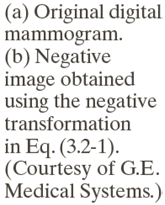 (a) Original digital
mammogram.
(b) Negative
image obtained
using the negative
transformation
in Eq. (3.2-1).
(Courtesy of G.E.
Medical Systems.)